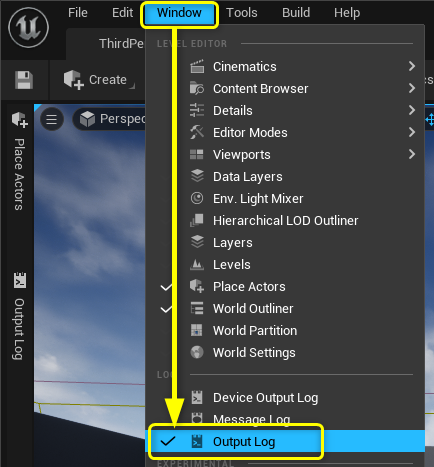 File Edit Window Tools Build Help
ThirdPe
LEVEL EDITOR
Create
Cinematics
Content Browser
Perspe
Details
Editor Modes
Viewports
Data Layers
Env. Light Mixer
Hierarchical LOD Outliner
Layers
Levels
Place Actors
World Outliner
World Partition
World Settings
LO
Device Output Log
Message Log
Output Log
EXPERIMENTAL
Place Actors
Output Log